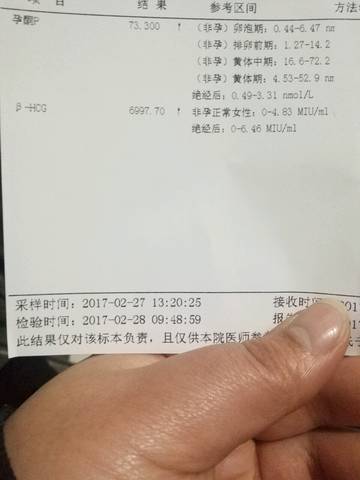 项 目 结 果 参考区间 方法
孕酮P 73.300 ↑ (非孕) 卵泡期: 0.44-6.47 nm
(非孕) 排卵前期: 1.27-14.2
(非孕) 黄体中期: 16.6-72.2
(非孕) 黄体期: 4.53-52.9 nm
绝经后: 0.49-3.31 nmol/L
β-HCG 6997.70 ↑ 非孕正常女性: 0-4.83 MIU/ml
绝经后: 0-6.46 MIU/ml
采样时间: 2017-02-27 13:20:25 接收时间
检验时间: 2017-02-28 09:48:59 报
此结果仅对该标本负责，且仅供本院医师参